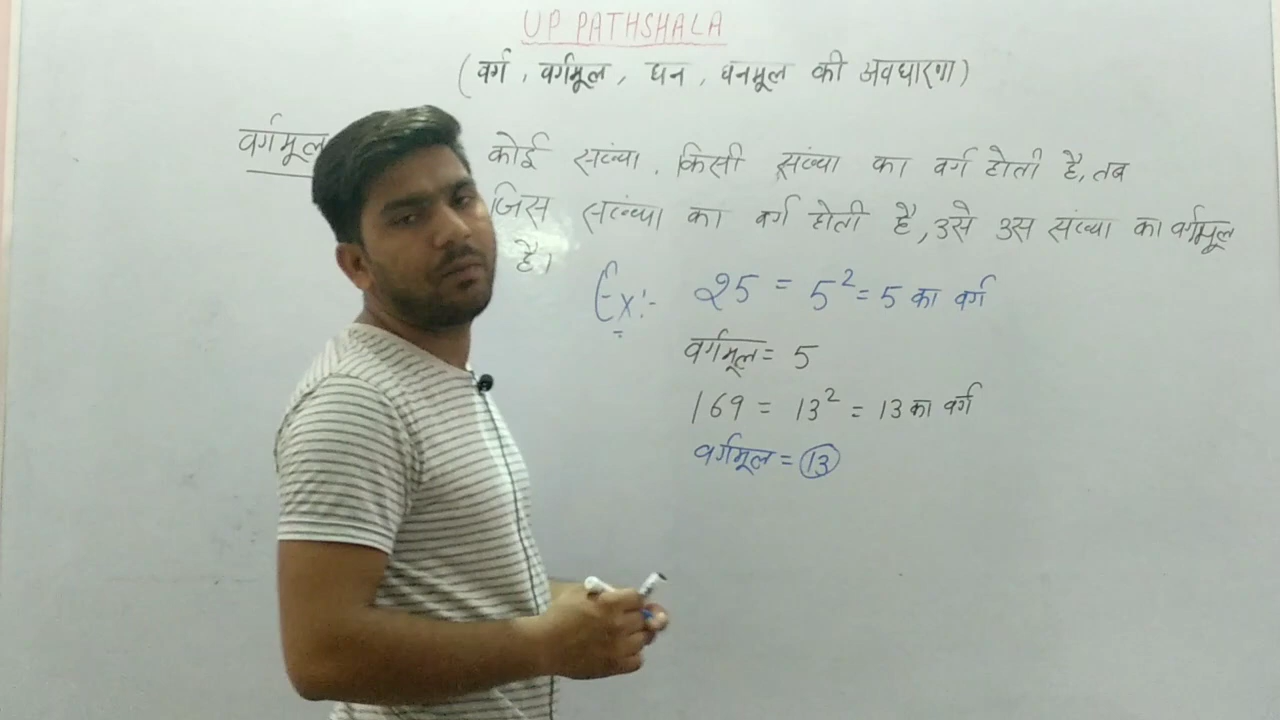 UP PATHSHALA
(वर्ग, वर्गमूल, घन, घनमूल की अवधारणा)
वर्गमूल
कोई संख्या, किसी संख्या का वर्ग होती है, तब
जिस संख्या का वर्ग होती है, उसे उस संख्या का वर्गमूल
है।
Ex:- 25 = 5² = 5 का वर्ग
वर्गमूल = 5
169 = 13² = 13 का वर्ग
वर्गमूल = 13